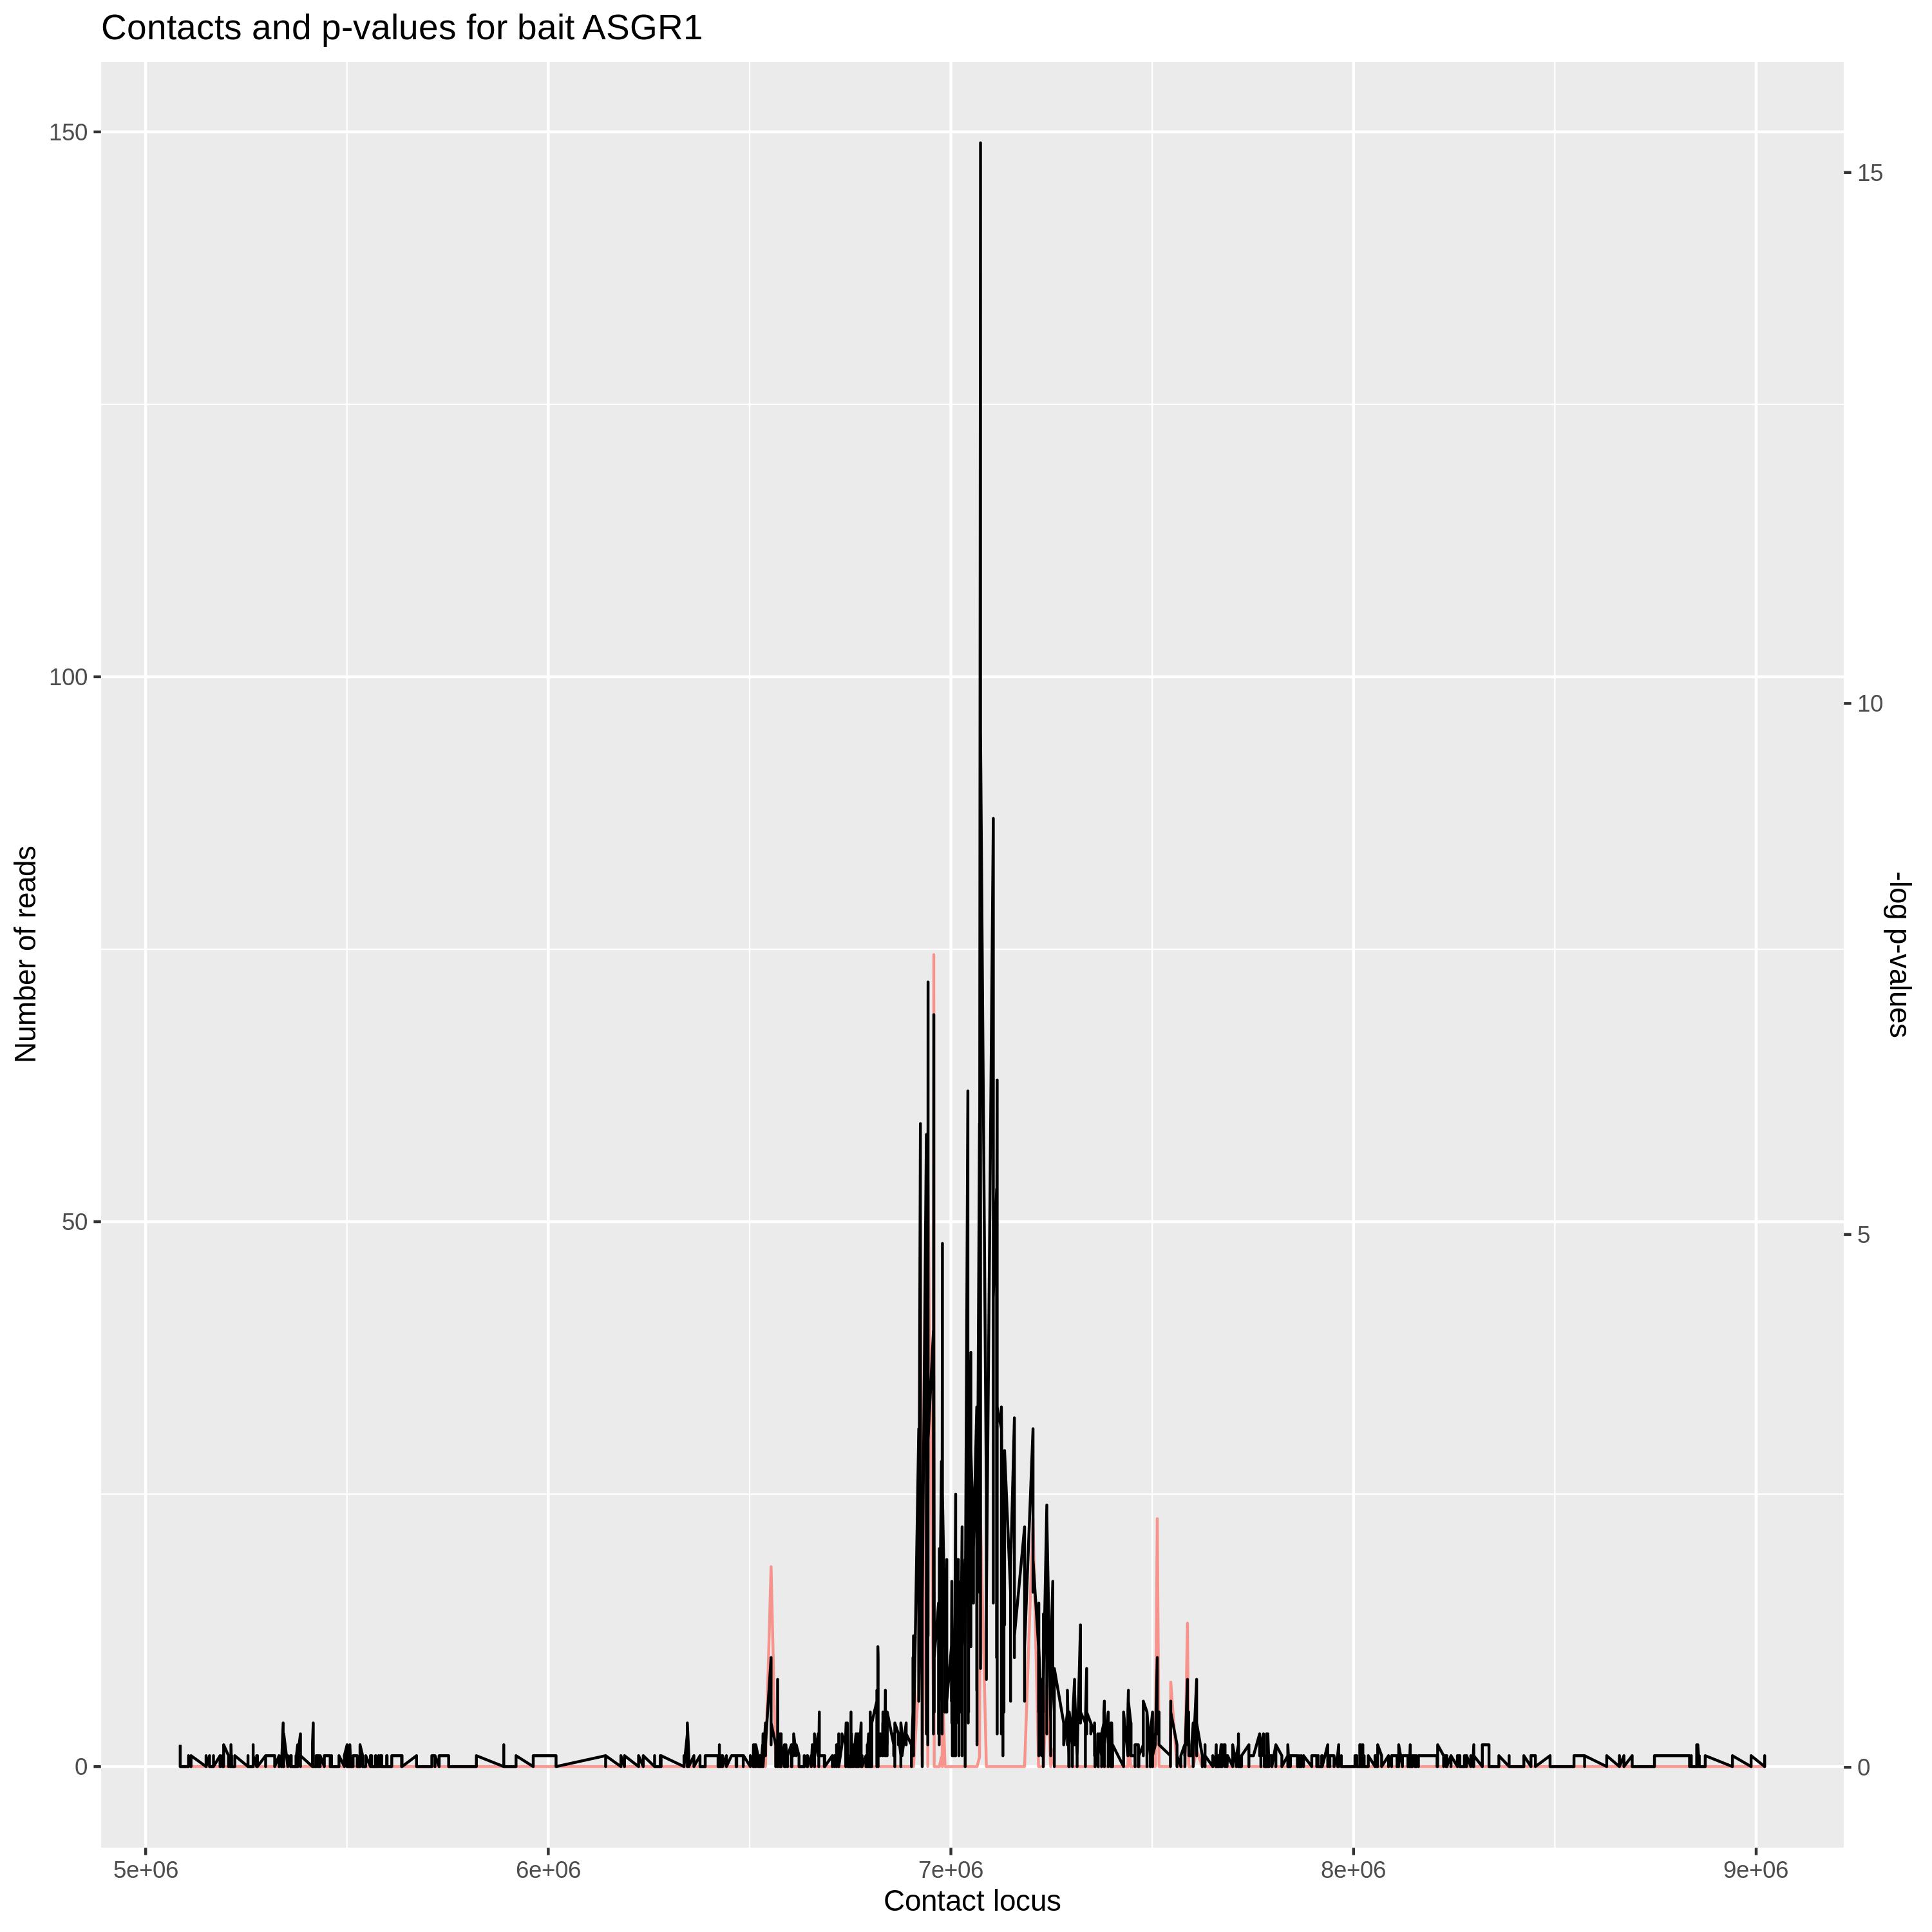 Contacts and p-values for bait ASGR1
150
100
50
0
Number of reads
15
10
5
0
-log p-values
5e+06
6e+06
7e+06
8e+06
9e+06
Contact locus